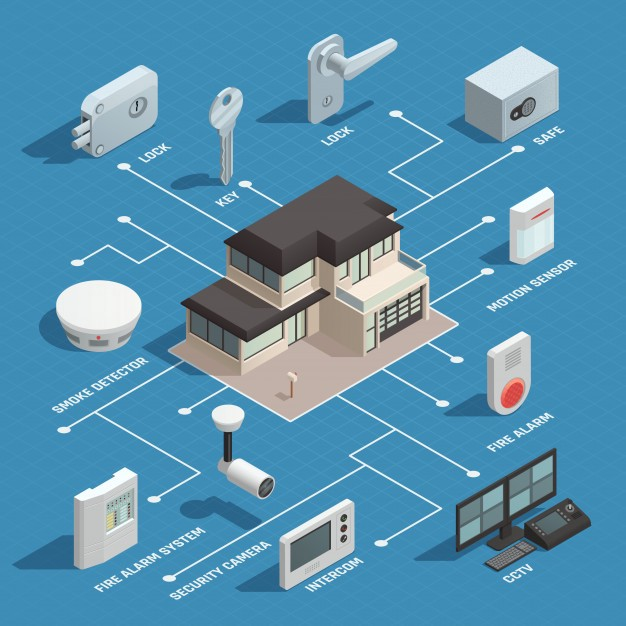 LOCK
KEY
LOCK
SAFE
MOTION SENSOR
SMOKE DETECTOR
FIRE ALARM
FIRE ALARM SYSTEM
SECURITY CAMERA
INTERCOM
CCTV